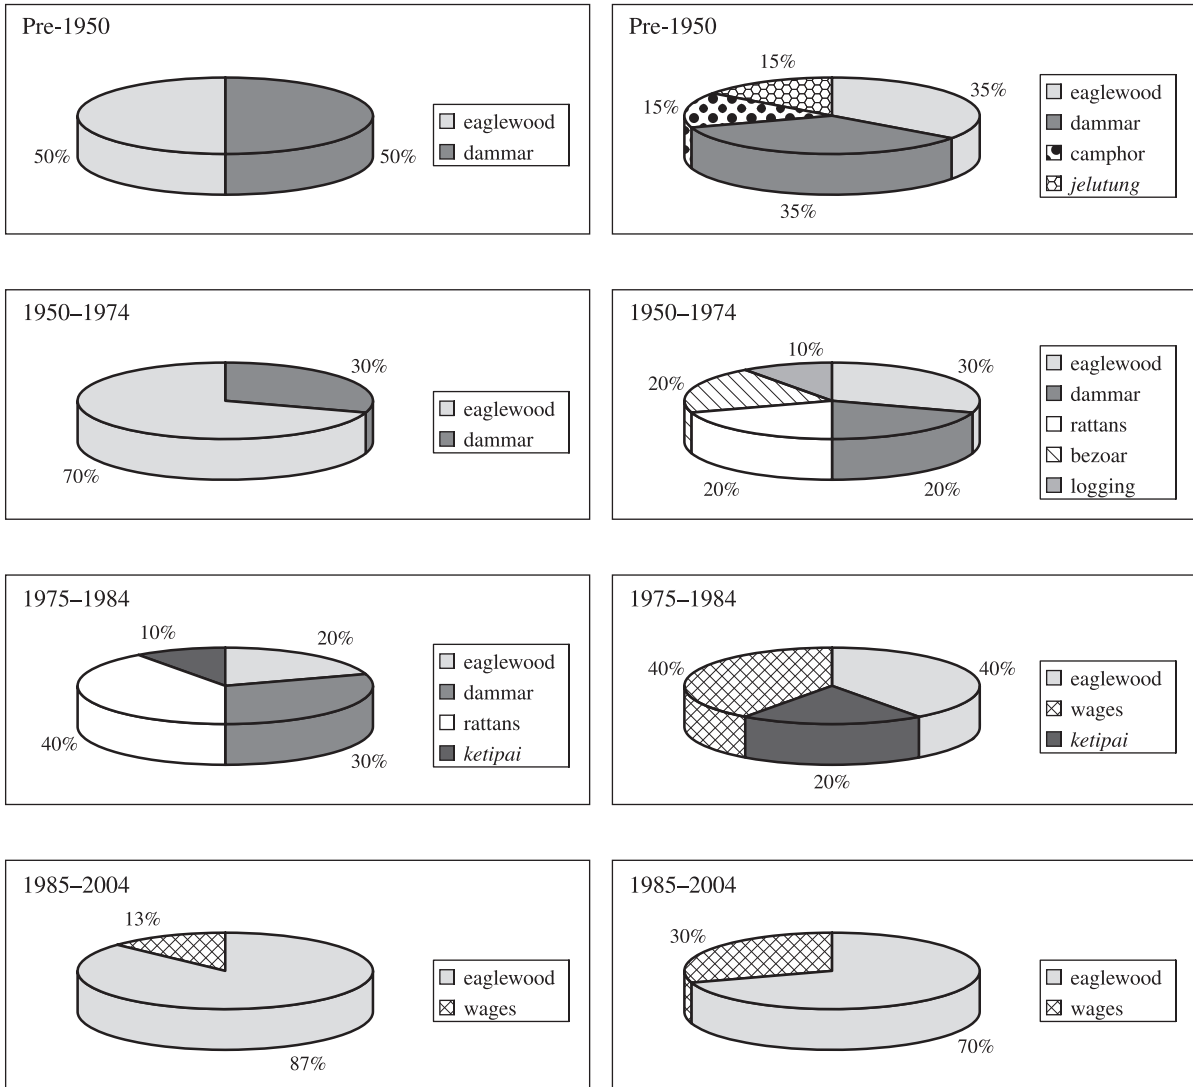 Pre-1950
50%
50%
eaglewood
dammar
Pre-1950
15%
15%
35%
35%
eaglewood
dammar
camphor
jelutung
1950–1974
30%
70%
eaglewood
dammar
1950–1974
10%
20%
30%
20%
20%
eaglewood
dammar
rattans
bezoar
logging
1975–1984
10%
20%
40%
30%
eaglewood
dammar
rattans
ketipai
1975–1984
40%
40%
20%
eaglewood
wages
ketipai
1985–2004
13%
87%
eaglewood
wages
1985–2004
30%
70%
eaglewood
wages